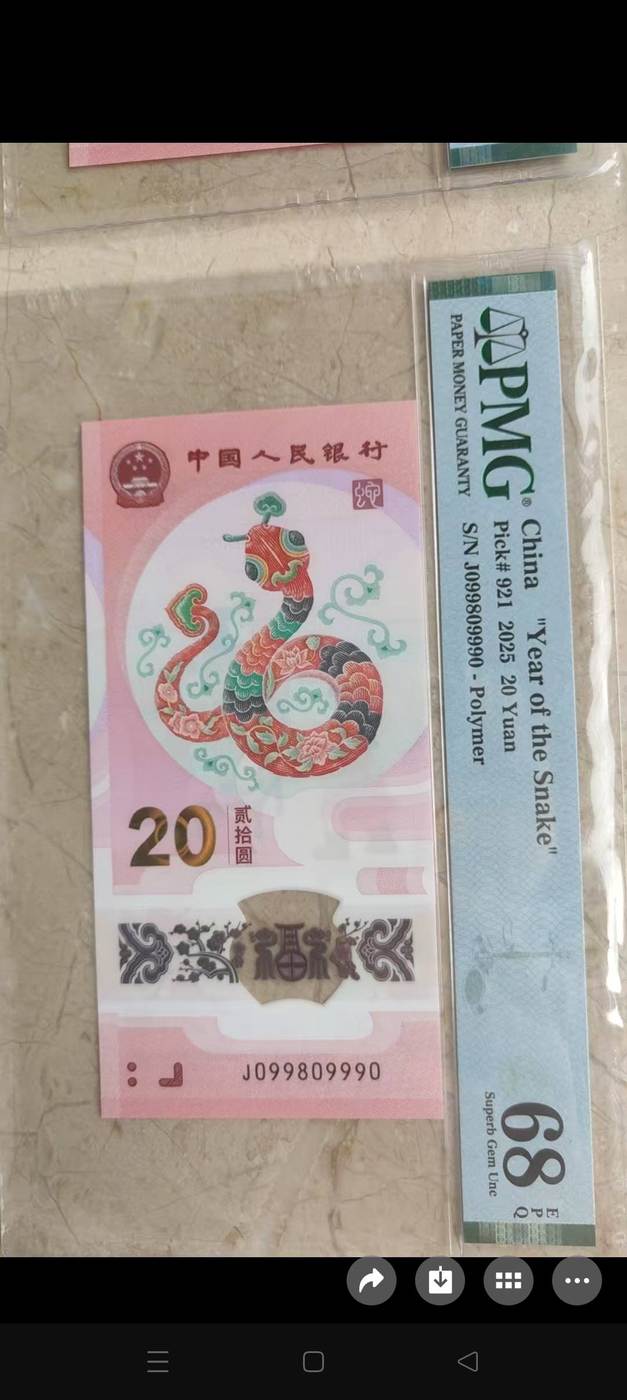 中国人民银行
蛇
20
贰拾圆
福
J099809990
PMG®
PAPER MONEY GUARANTY
China "Year of the Snake"
Pick# 921 2025 20 Yuan
S/N J099809990 - Polymer
68
EPQ
Superb Gem Unc